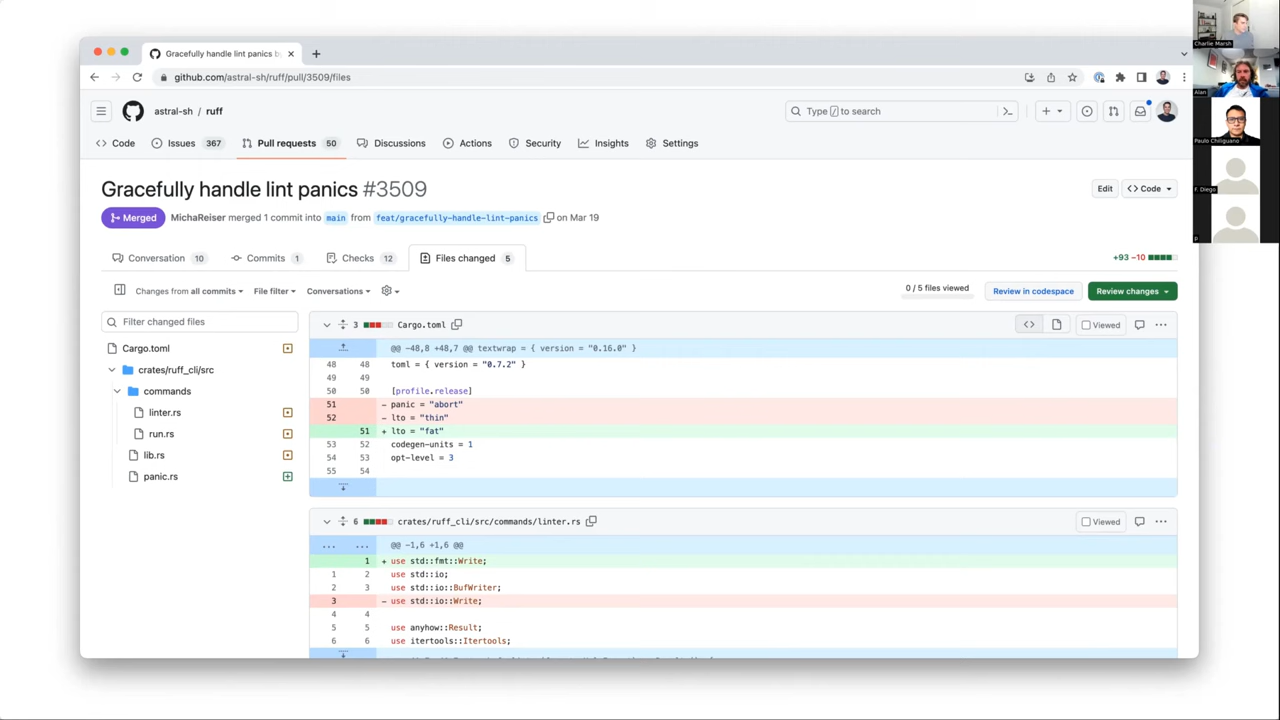 Gracefully handle lint panics b
github.com/astral-sh/ruff/pull/3509/files
astral-sh / ruff
Type / to search
Code
Issues 367
Pull requests 50
Discussions
Actions
Security
Insights
Settings
Gracefully handle lint panics #3509
Edit
<> Code
Merged
MichaReiser merged 1 commit into main from feat/gracefully-handle-lint-panics on Mar 19
Conversation 10
Commits 1
Checks 12
Files changed 5
+93 −10
Changes from all commits
File filter
Conversations
0 / 5 files viewed
Review in codespace
Review changes
Filter changed files
Cargo.toml
crates/ruff_cli/src
commands
linter.rs
run.rs
lib.rs
panic.rs
3 Cargo.toml
Viewed
@@ -48,8 +48,7 @@ textwrap = { version = "0.16.0" }
48 48 toml = { version = "0.7.2" }
49 49
50 50 [profile.release]
51 - panic = "abort"
52 - lto = "thin"
51 + lto = "fat"
53 52 codegen-units = 1
54 53 opt-level = 3
55 54
6 crates/ruff_cli/src/commands/linter.rs
Viewed
... ... @@ -1,6 +1,6 @@
1 + use std::fmt::Write;
1 2 use std::io;
2 3 use std::io::BufWriter;
3 - use std::io::Write;
4 4
5 5 use anyhow::Result;
6 6 use itertools::Itertools;
Charlie Marsh
Alan
Paulo Chiliguano
F. Diego
P